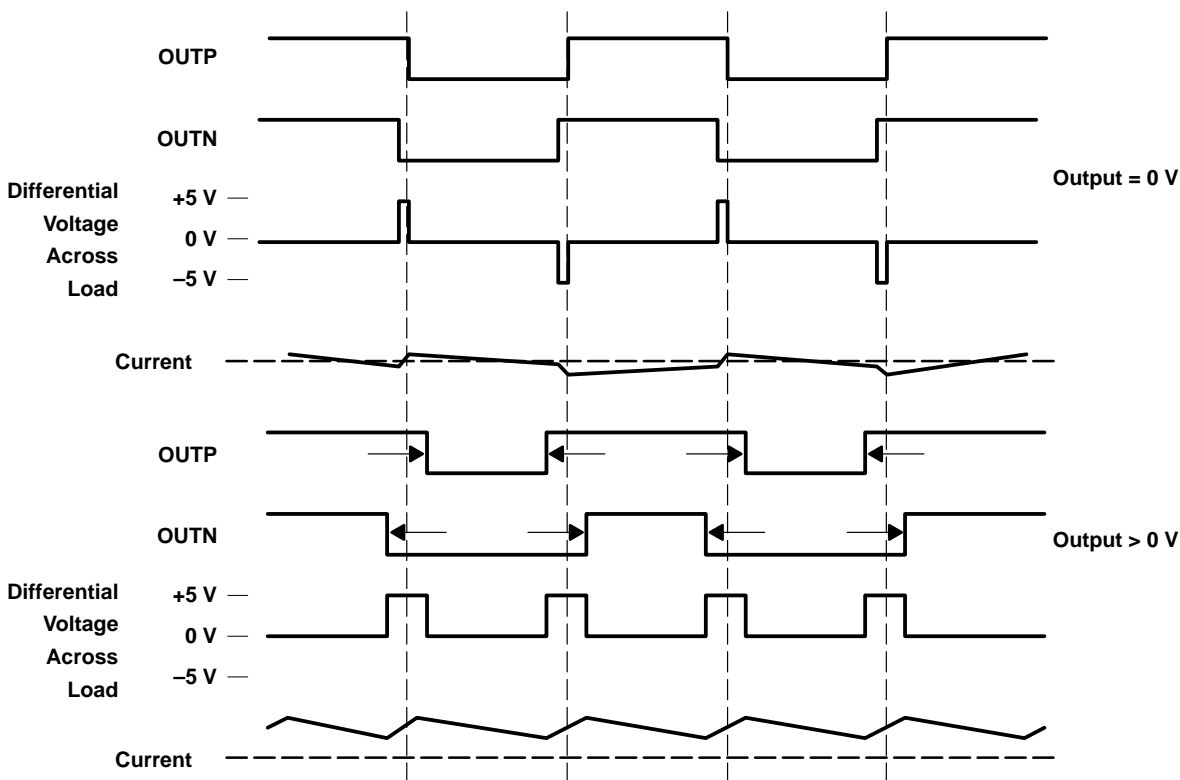 OUTP
OUTN
Differential
Voltage
Across
Load
+5 V
0 V
–5 V
Output = 0 V
Current
OUTP
OUTN
Output > 0 V
Differential
Voltage
Across
Load
+5 V
0 V
–5 V
Current